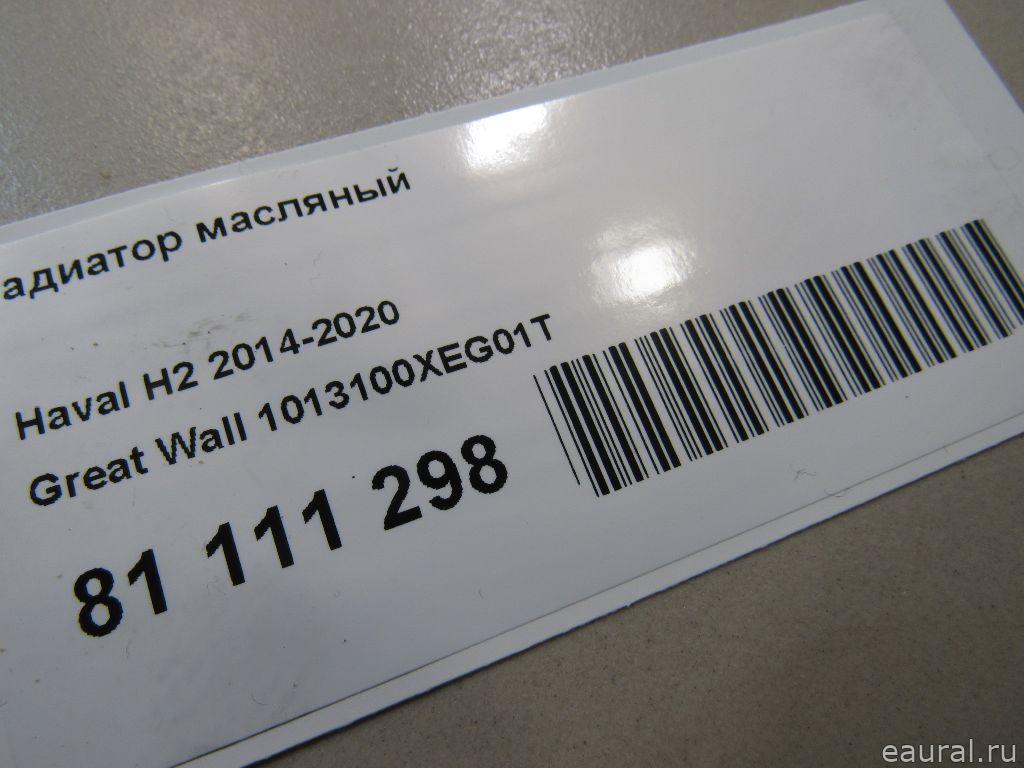 адиатор масляный
Haval H2 2014-2020
Great Wall 1013100XEG01T
81 111 298
eaural.ru